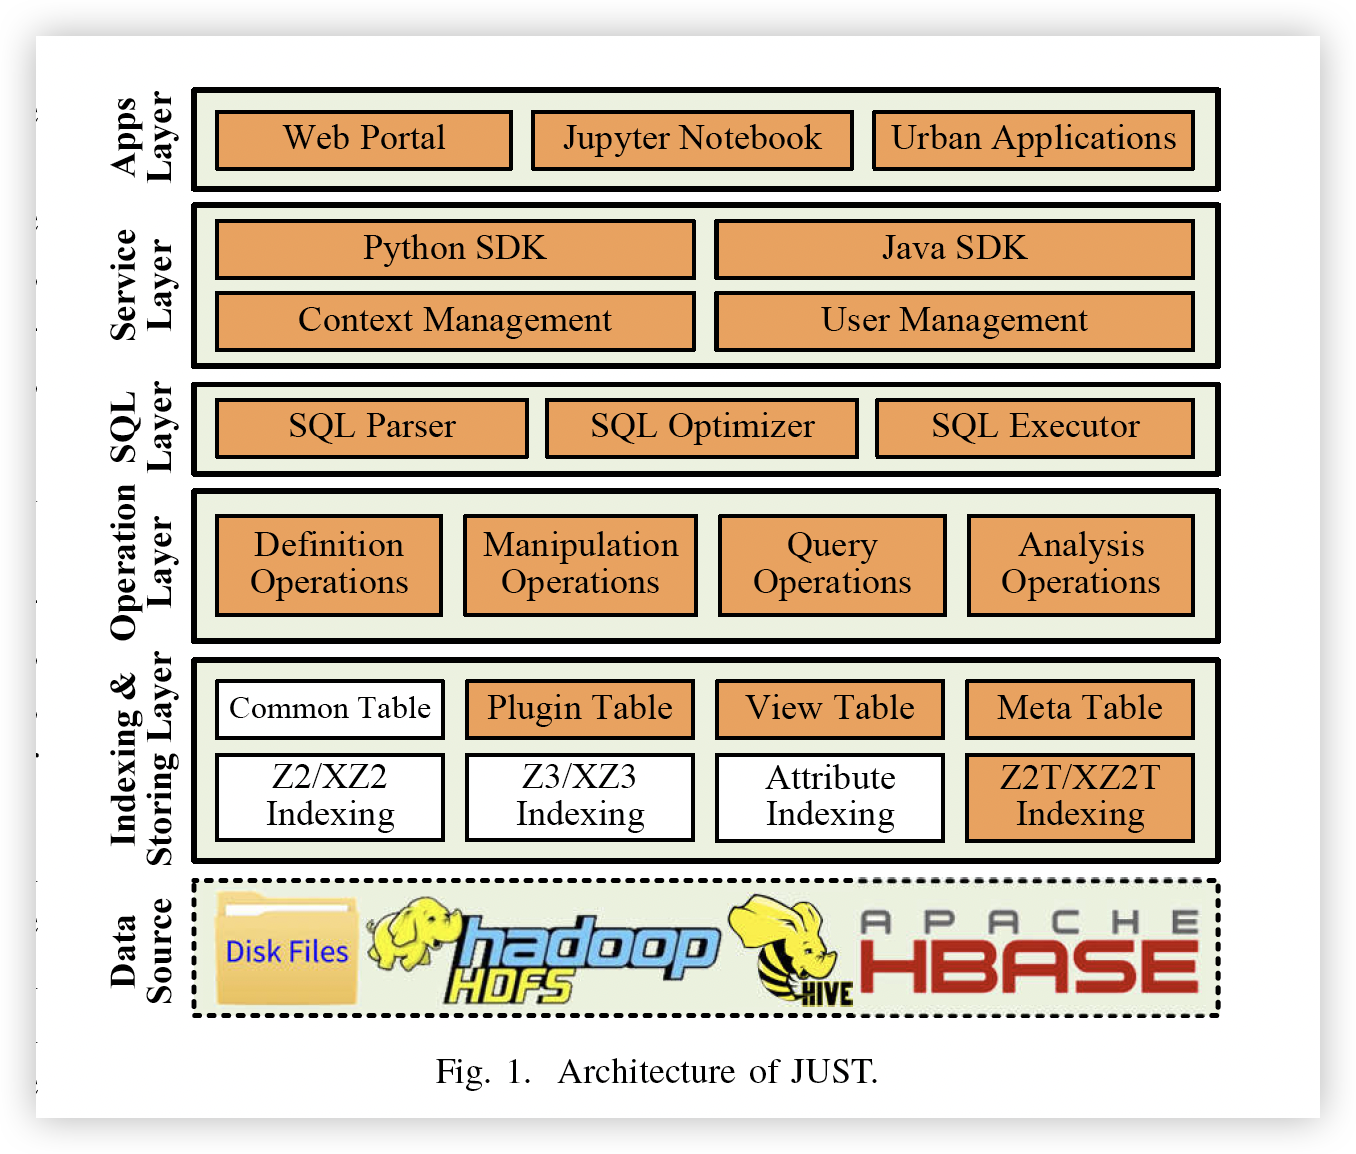 Apps
Layer
Web Portal
Jupyter Notebook
Urban Applications
Service
Layer
Python SDK
Java SDK
Context Management
User Management
SQL
Layer
SQL Parser
SQL Optimizer
SQL Executor
Operation
Layer
Definition
Operations
Manipulation
Operations
Query
Operations
Analysis
Operations
Indexing &
Storing Layer
Common Table
Plugin Table
View Table
Meta Table
Z2/XZ2
Indexing
Z3/XZ3
Indexing
Attribute
Indexing
Z2T/XZ2T
Indexing
Data
Source
Disk Files
hadoop
HDFS
HIVE
APACHE
HBASE
Fig. 1. Architecture of JUST.